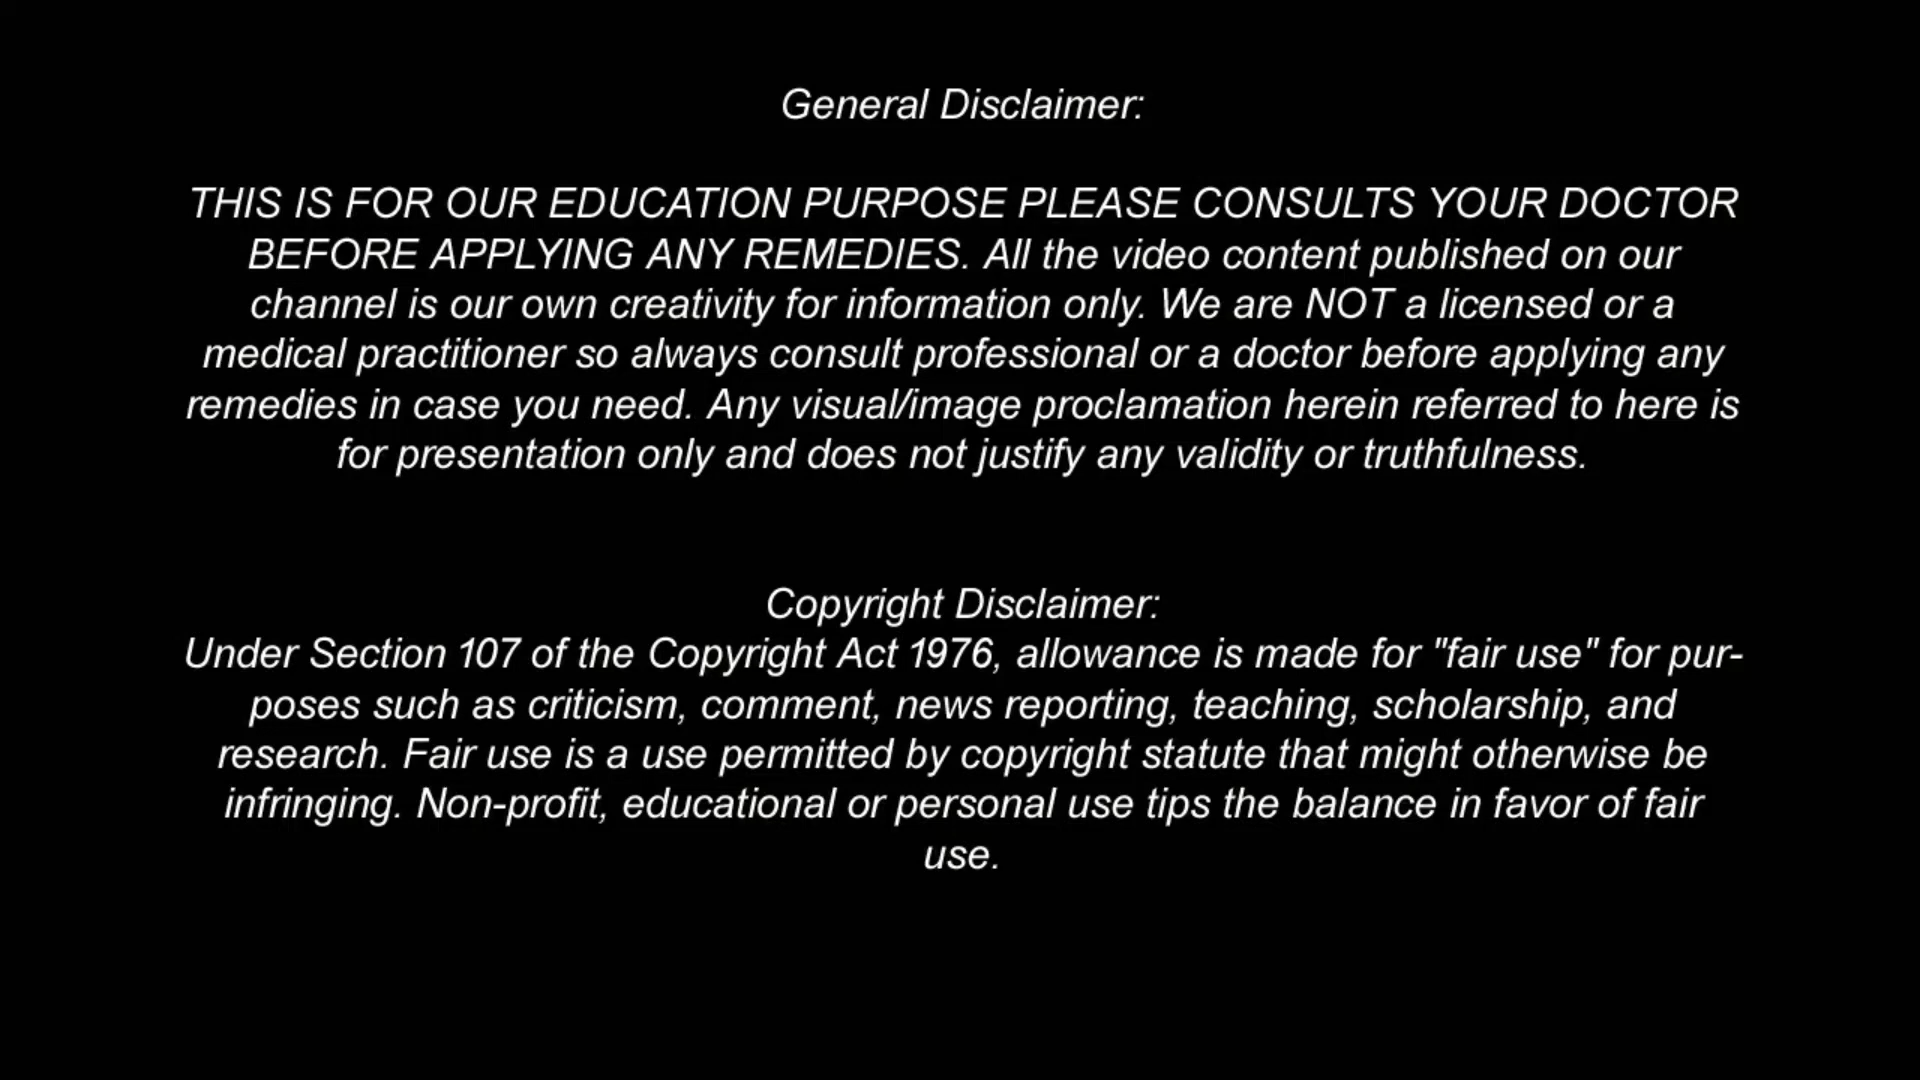 General Disclaimer:
THIS IS FOR OUR EDUCATION PURPOSE PLEASE CONSULTS YOUR DOCTOR
BEFORE APPLYING ANY REMEDIES. All the video content published on our
channel is our own creativity for information only. We are NOT a licensed or a
medical practitioner so always consult professional or a doctor before applying any
remedies in case you need. Any visual/image proclamation herein referred to here is
for presentation only and does not justify any validity or truthfulness.
Copyright Disclaimer:
Under Section 107 of the Copyright Act 1976, allowance is made for "fair use" for pur-
poses such as criticism, comment, news reporting, teaching, scholarship, and
research. Fair use is a use permitted by copyright statute that might otherwise be
infringing. Non-profit, educational or personal use tips the balance in favor of fair
use.